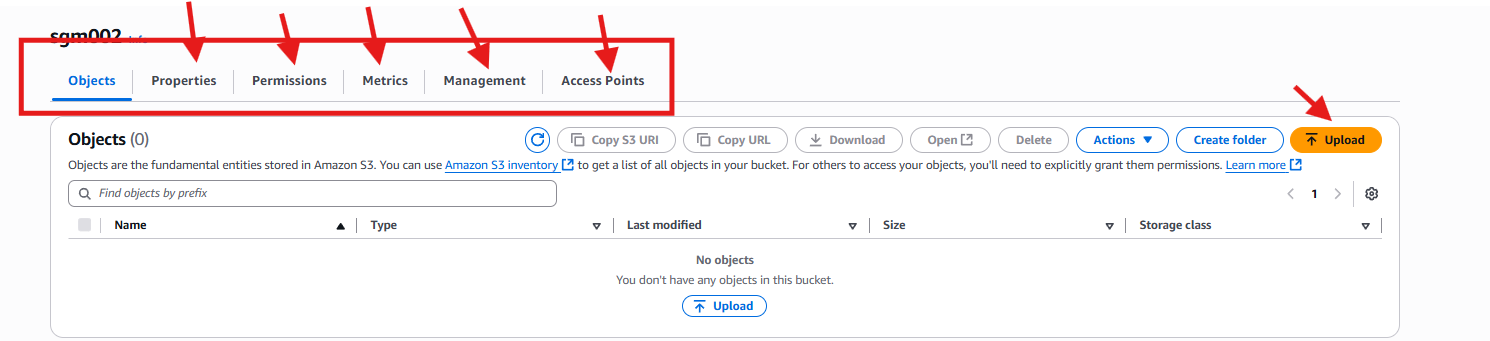 sgm002 Info
Objects Properties Permissions Metrics Management Access Points
Objects (0) Copy S3 URI Copy URL Download Open Delete Actions Create folder Upload
Objects are the fundamental entities stored in Amazon S3. You can use Amazon S3 inventory to get a list of all objects in your bucket. For others to access your objects, you'll need to explicitly grant them permissions. Learn more
Find objects by prefix 1
Name Type Last modified Size Storage class
No objects
You don't have any objects in this bucket.
Upload